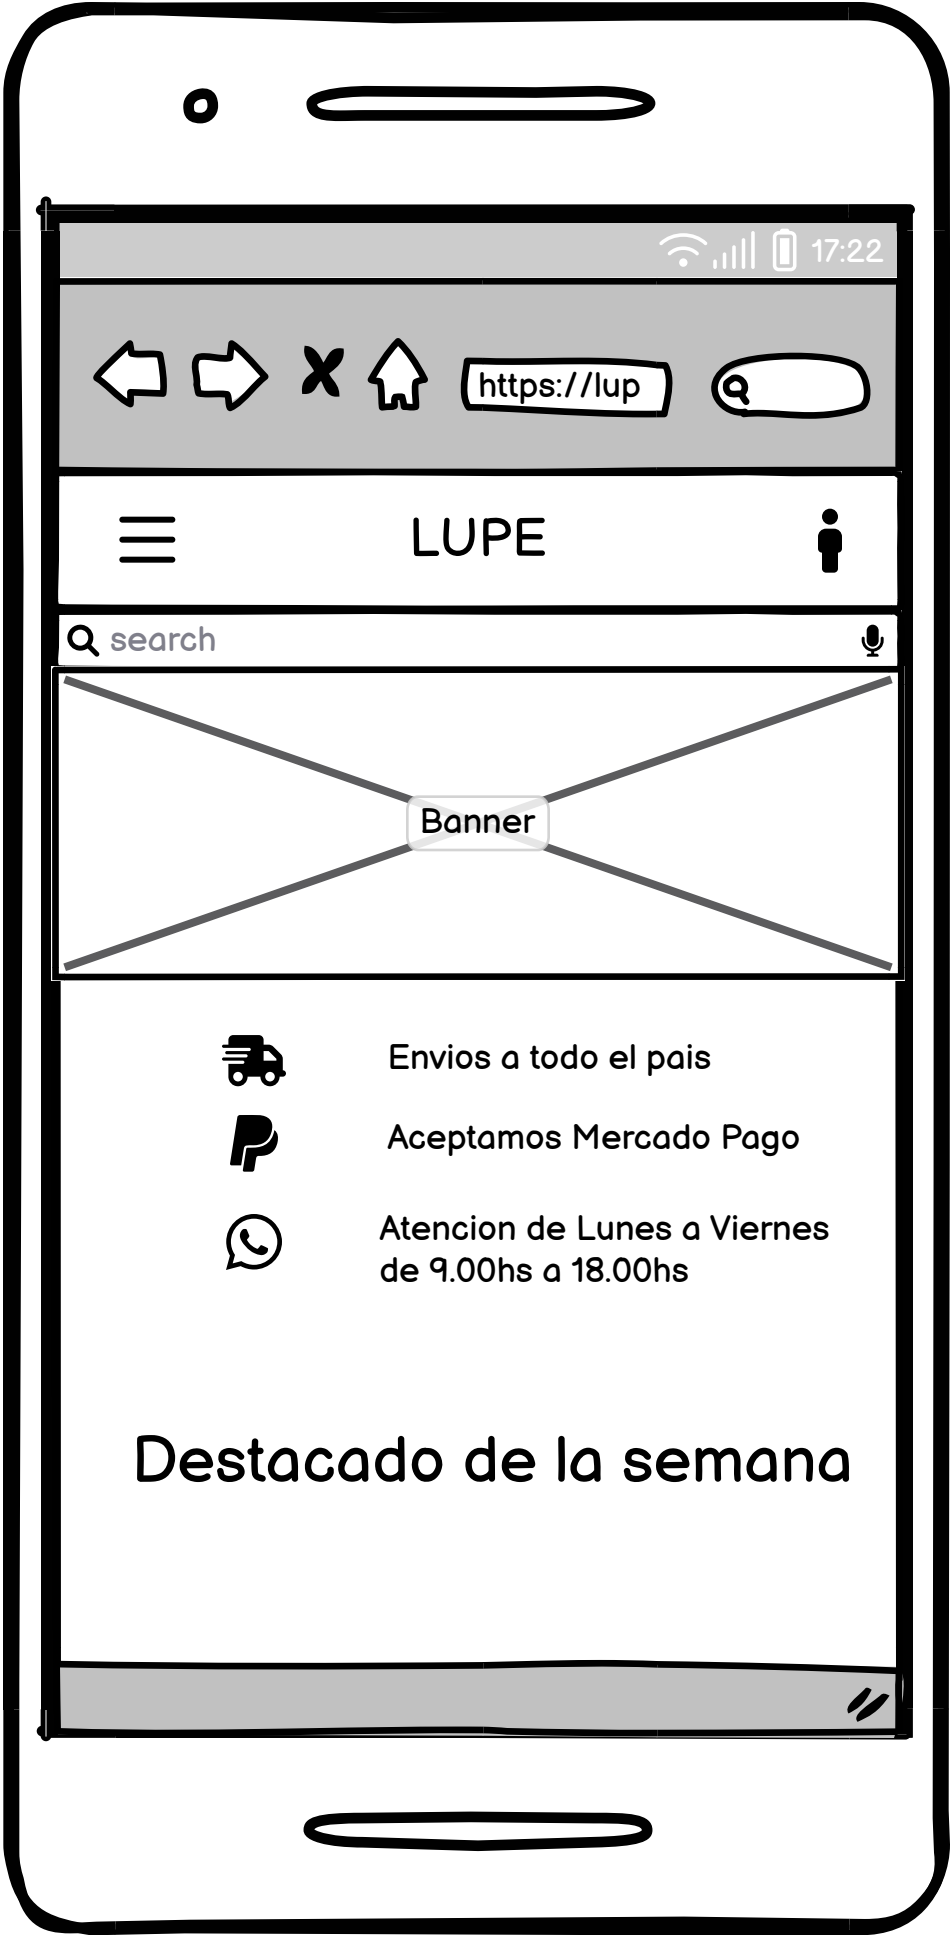 17:22
https://lup
LUPE
search
Banner
Envios a todo el pais
Aceptamos Mercado Pago
Atencion de Lunes a Viernes
de 9.00hs a 18.00hs
Destacado de la semana